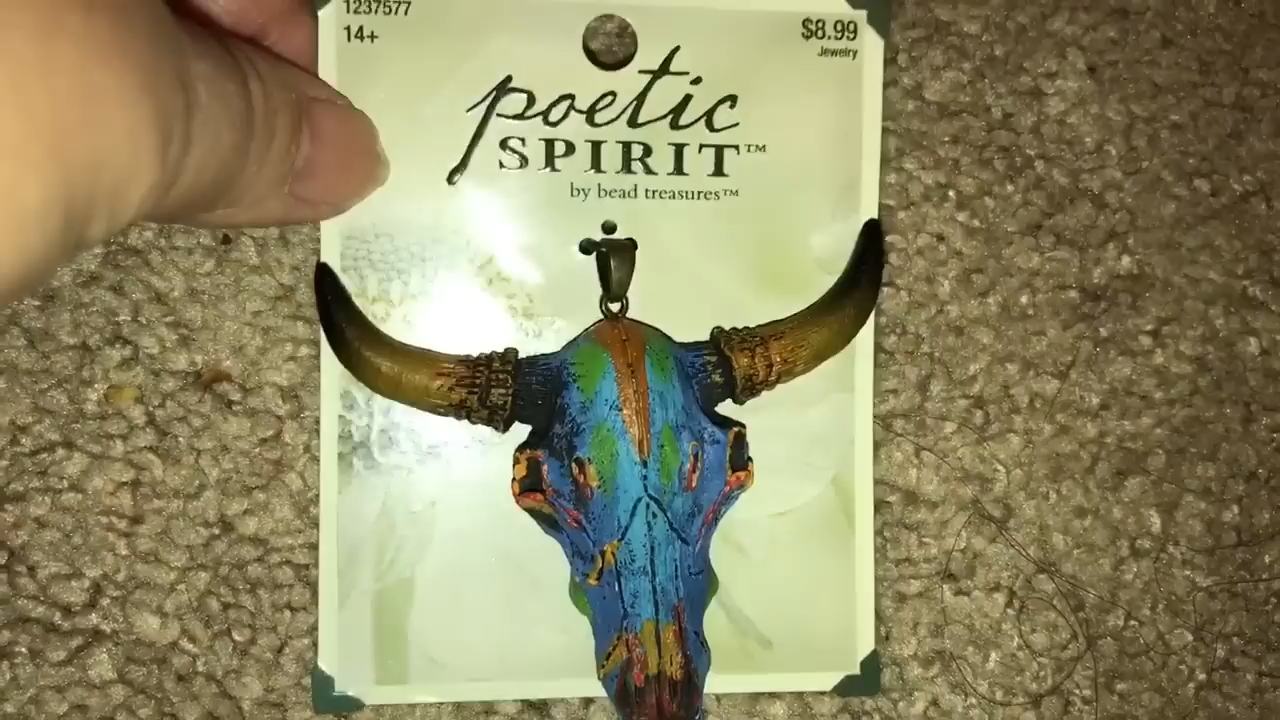 1237577
14+
$8.99
Jewelry
poetic
SPIRIT™
by bead treasures™